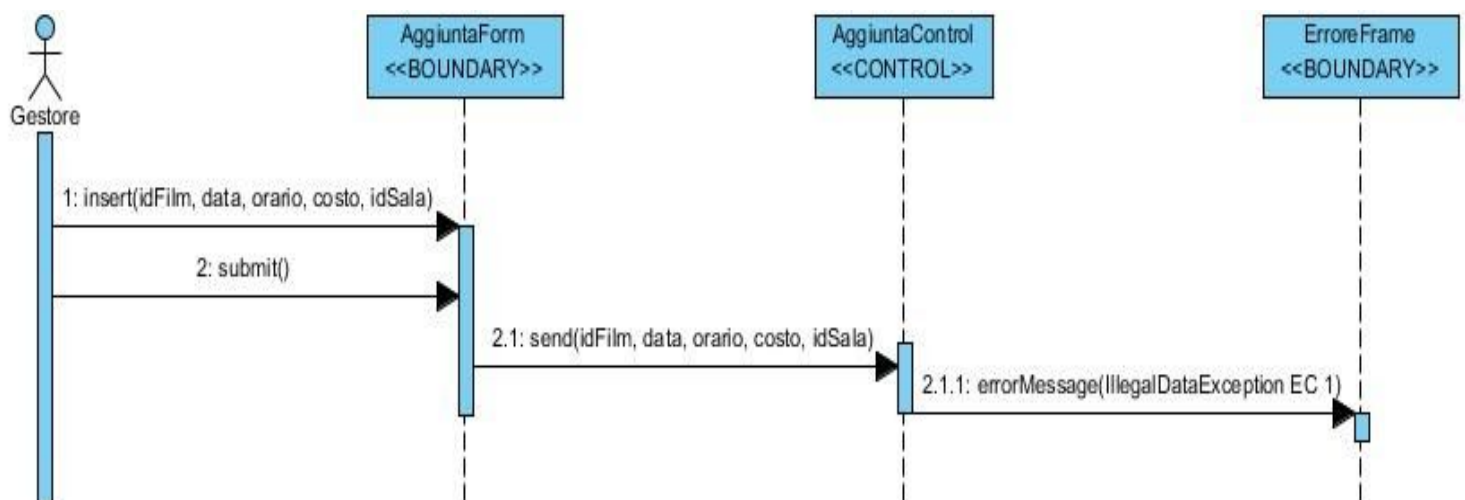 AggiuntaForm
<<BOUNDARY>>
AggiuntaControl
<<CONTROL>>
ErroreFrame
<<BOUNDARY>>
Gestore
1: insert(idFilm, data, orario, costo, idSala)
2: submit()
2.1: send(idFilm, data, orario, costo, idSala)
2.1.1: errorMessage(IllegalDataException EC 1)